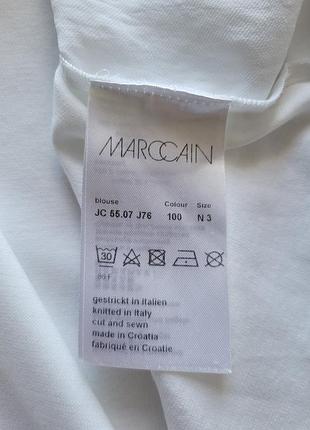 MARCCAIN
blouse Colour Size
JC 55.07 J76 100 N 3
30
86 F
gestrickt in Italien
knitted in Italy
cut and sewn
made in Croatia
fabriqué en Croatie